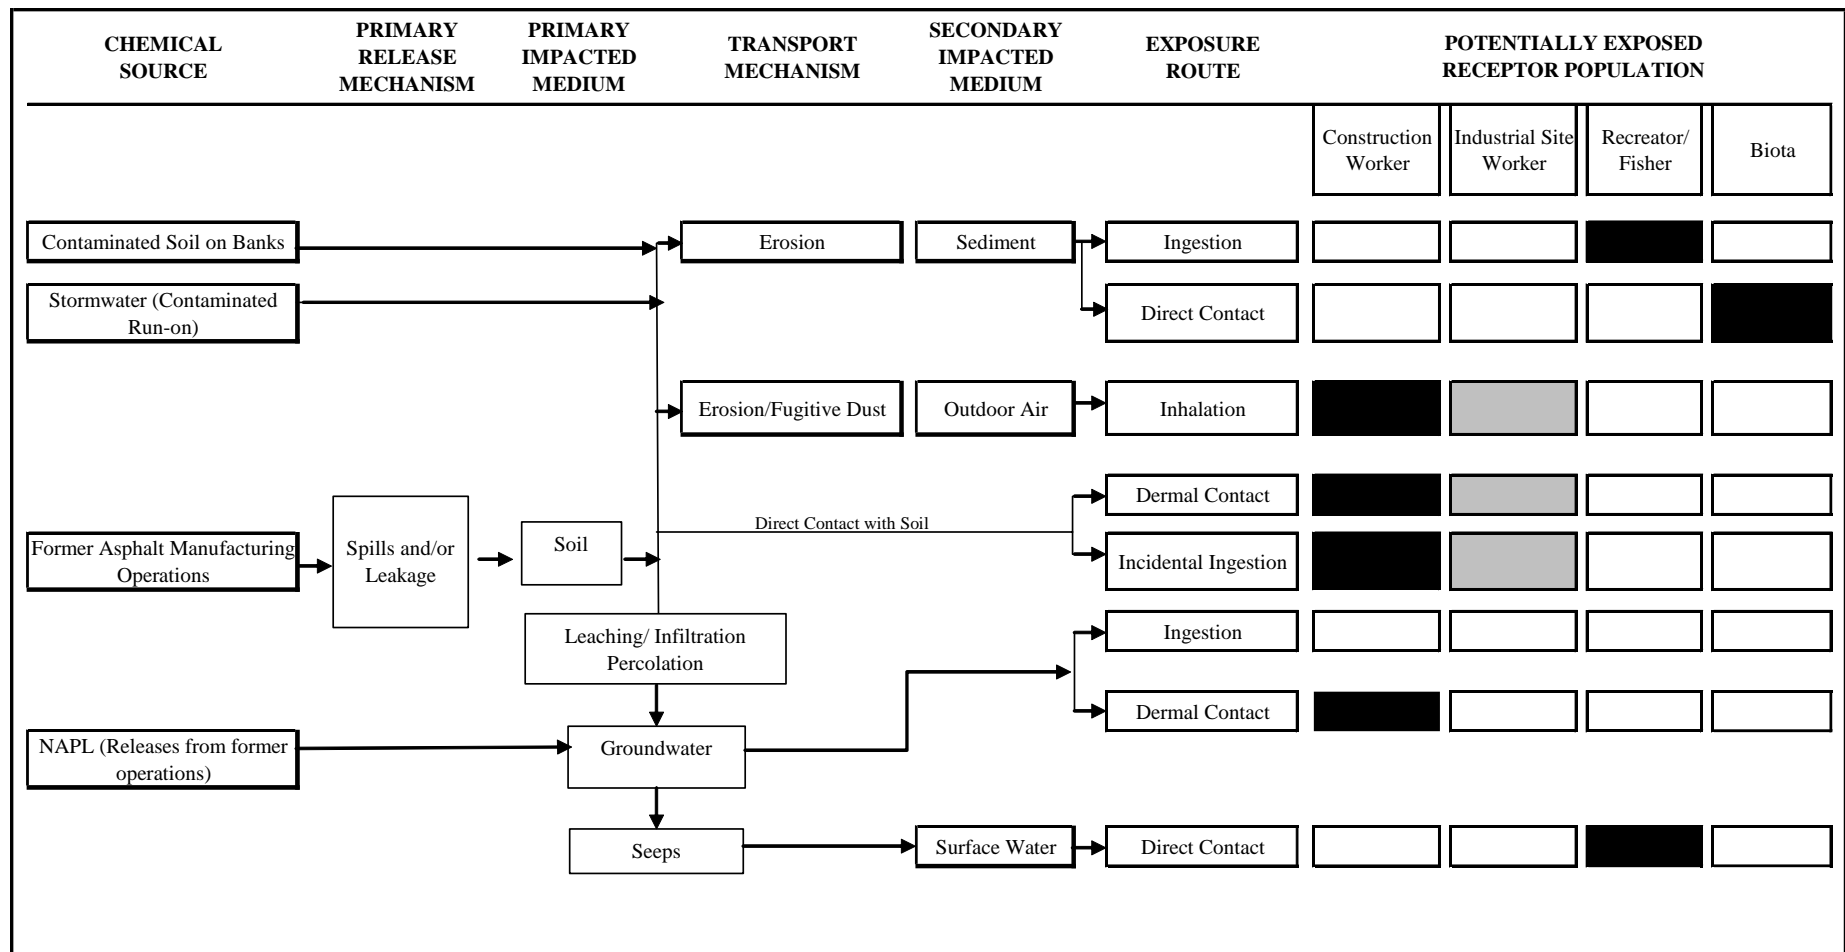 CHEMICAL
SOURCE
PRIMARY
RELEASE
MECHANISM
PRIMARY
IMPACTED
MEDIUM
TRANSPORT
MECHANISM
SECONDARY
IMPACTED
MEDIUM
EXPOSURE
ROUTE
POTENTIALLY EXPOSED
RECEPTOR POPULATION
Construction
Worker
Industrial Site
Worker
Recreator/
Fisher
Biota
Contaminated Soil on Banks
Erosion
Sediment
Ingestion
Stormwater (Contaminated
Run-on)
Direct Contact
Erosion/Fugitive Dust
Outdoor Air
Inhalation
Dermal Contact
Direct Contact with Soil
Former Asphalt Manufacturing
Operations
Spills and/or
Leakage
Soil
Incidental Ingestion
Leaching/ Infiltration
Percolation
Ingestion
Dermal Contact
NAPL (Releases from former
operations)
Groundwater
Seeps
Surface Water
Direct Contact